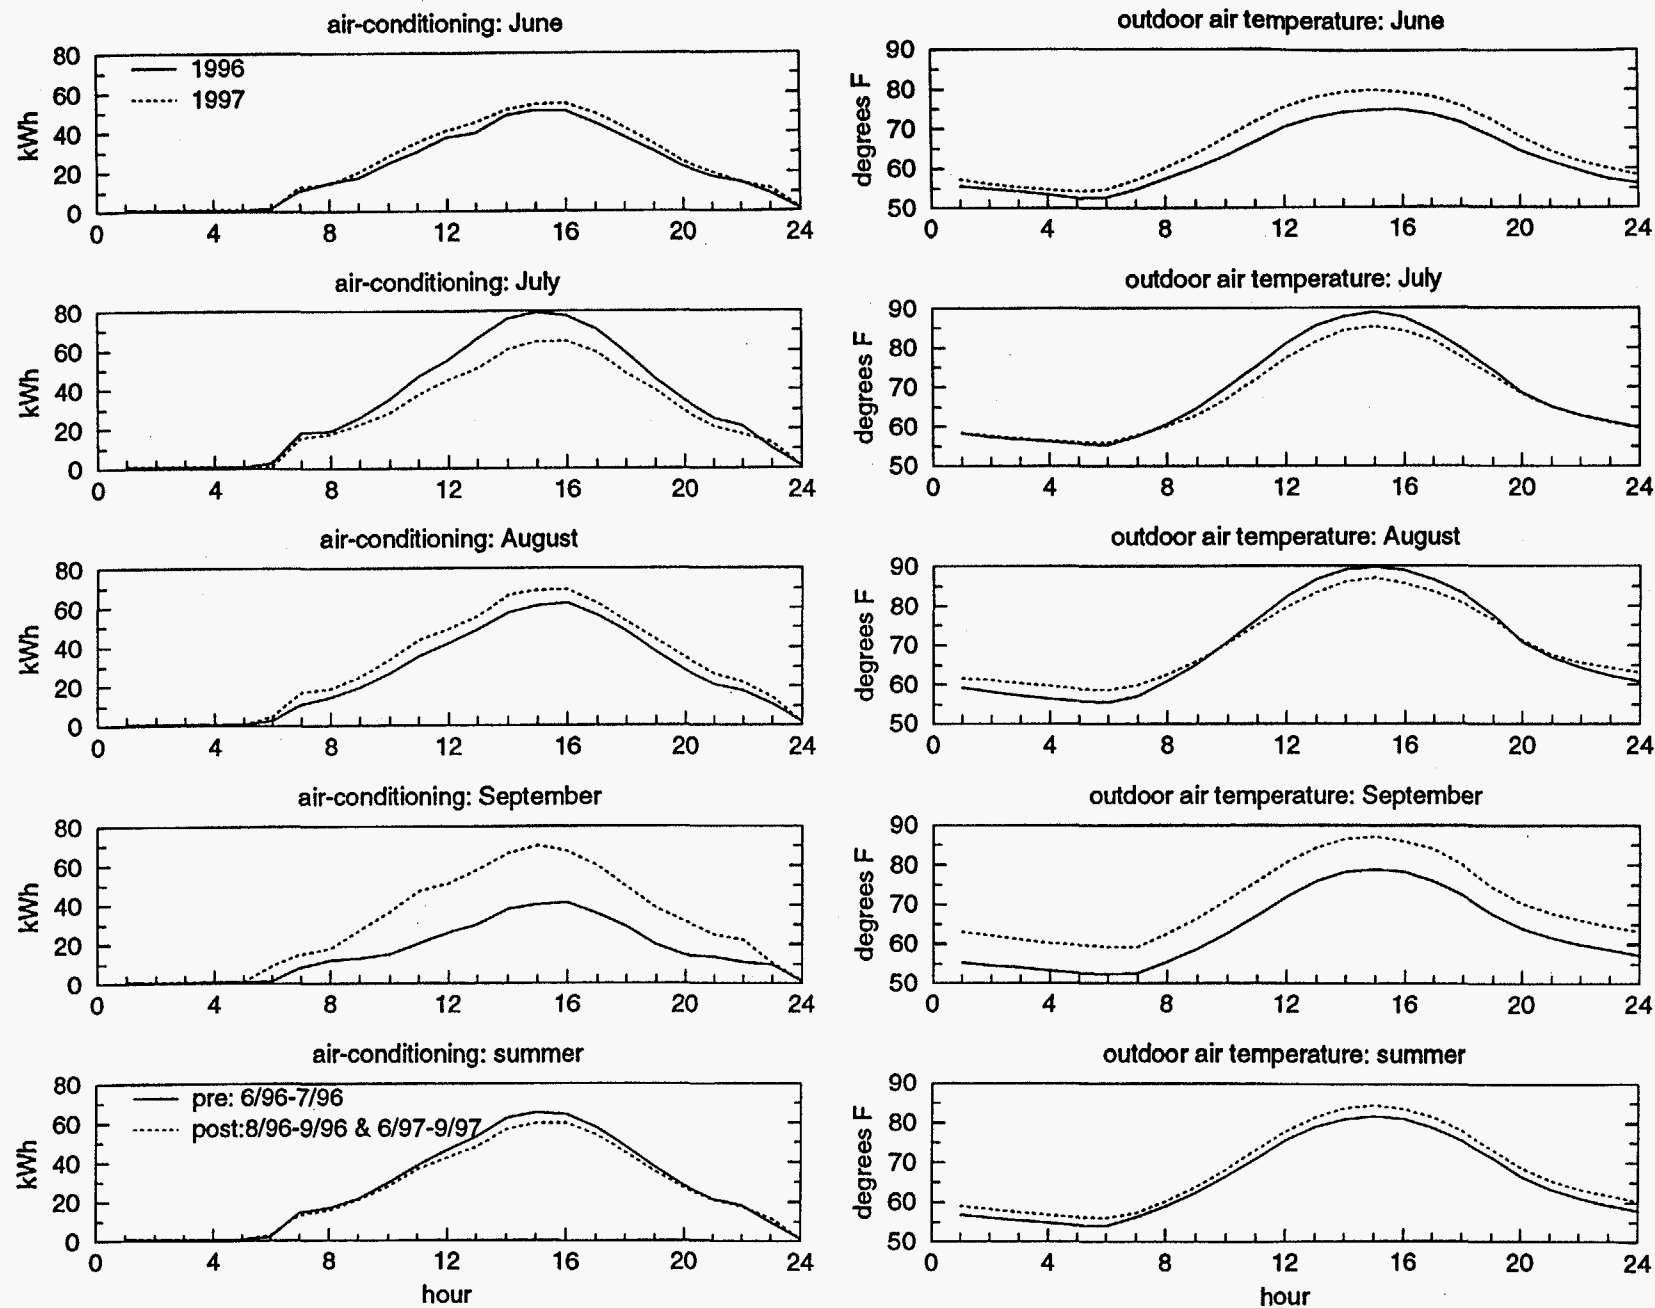 air-conditioning: June
80
60
40
20
0
kWh
1996
1997
0 4 8 12 16 20 24
outdoor air temperature: June
90
80
70
60
50
degrees F
0 4 8 12 16 20 24
air-conditioning: July
80
60
40
20
0
kWh
0 4 8 12 16 20 24
outdoor air temperature: July
90
80
70
60
50
degrees F
0 4 8 12 16 20 24
air-conditioning: August
80
60
40
20
0
kWh
0 4 8 12 16 20 24
outdoor air temperature: August
90
80
70
60
50
degrees F
0 4 8 12 16 20 24
air-conditioning: September
80
60
40
20
0
kWh
0 4 8 12 16 20 24
outdoor air temperature: September
90
80
70
60
50
degrees F
0 4 8 12 16 20 24
air-conditioning: summer
80
60
40
20
0
kWh
pre: 6/96-7/96
post:8/96-9/96 & 6/97-9/97
0 4 8 12 16 20 24
hour
outdoor air temperature: summer
90
80
70
60
50
degrees F
0 4 8 12 16 20 24
hour